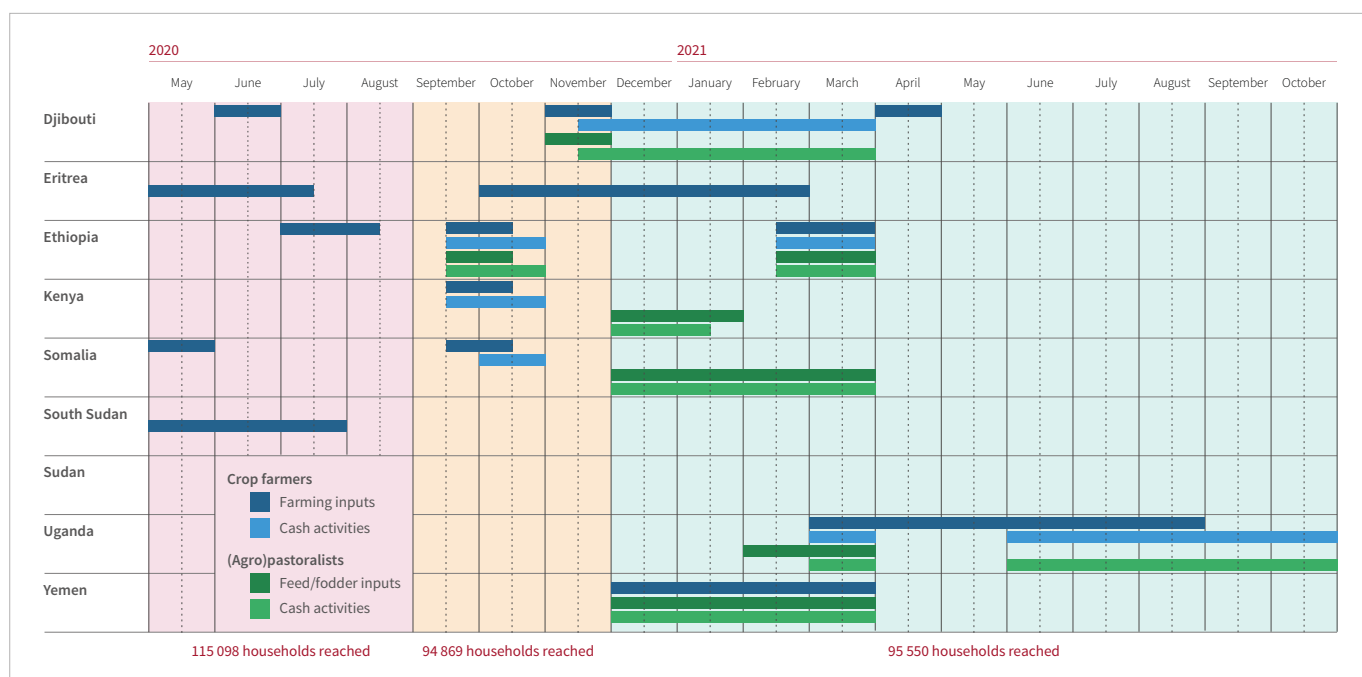 2020 2021
May June July August September October November December January February March April May June July August September October
Djibouti
Eritrea
Ethiopia
Kenya
Somalia
South Sudan
Sudan
Crop farmers
Farming inputs
Cash activities
Uganda
(Agro)pastoralists
Feed/fodder inputs
Yemen
Cash activities
115 098 households reached 94 869 households reached 95 550 households reached